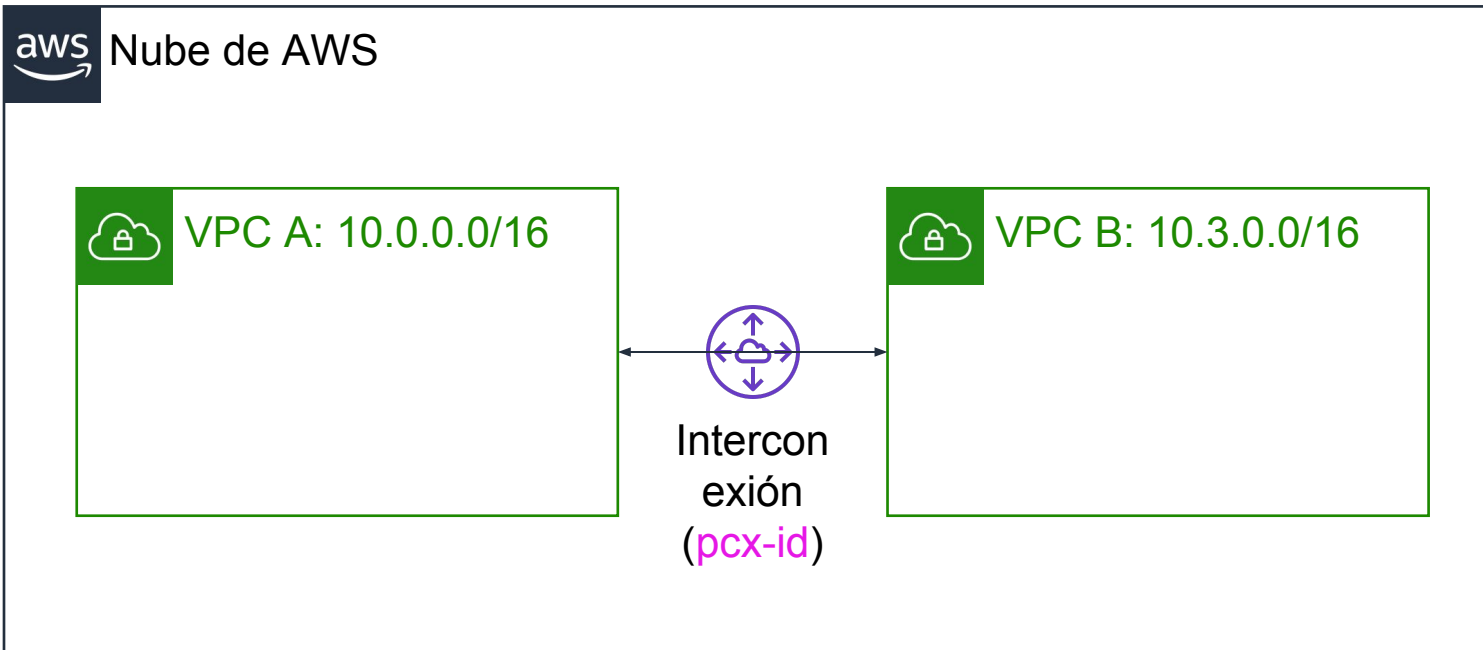 aws
Nube de AWS
VPC A: 10.0.0.0/16
VPC B: 10.3.0.0/16
Intercon
exión
(pcx-id)